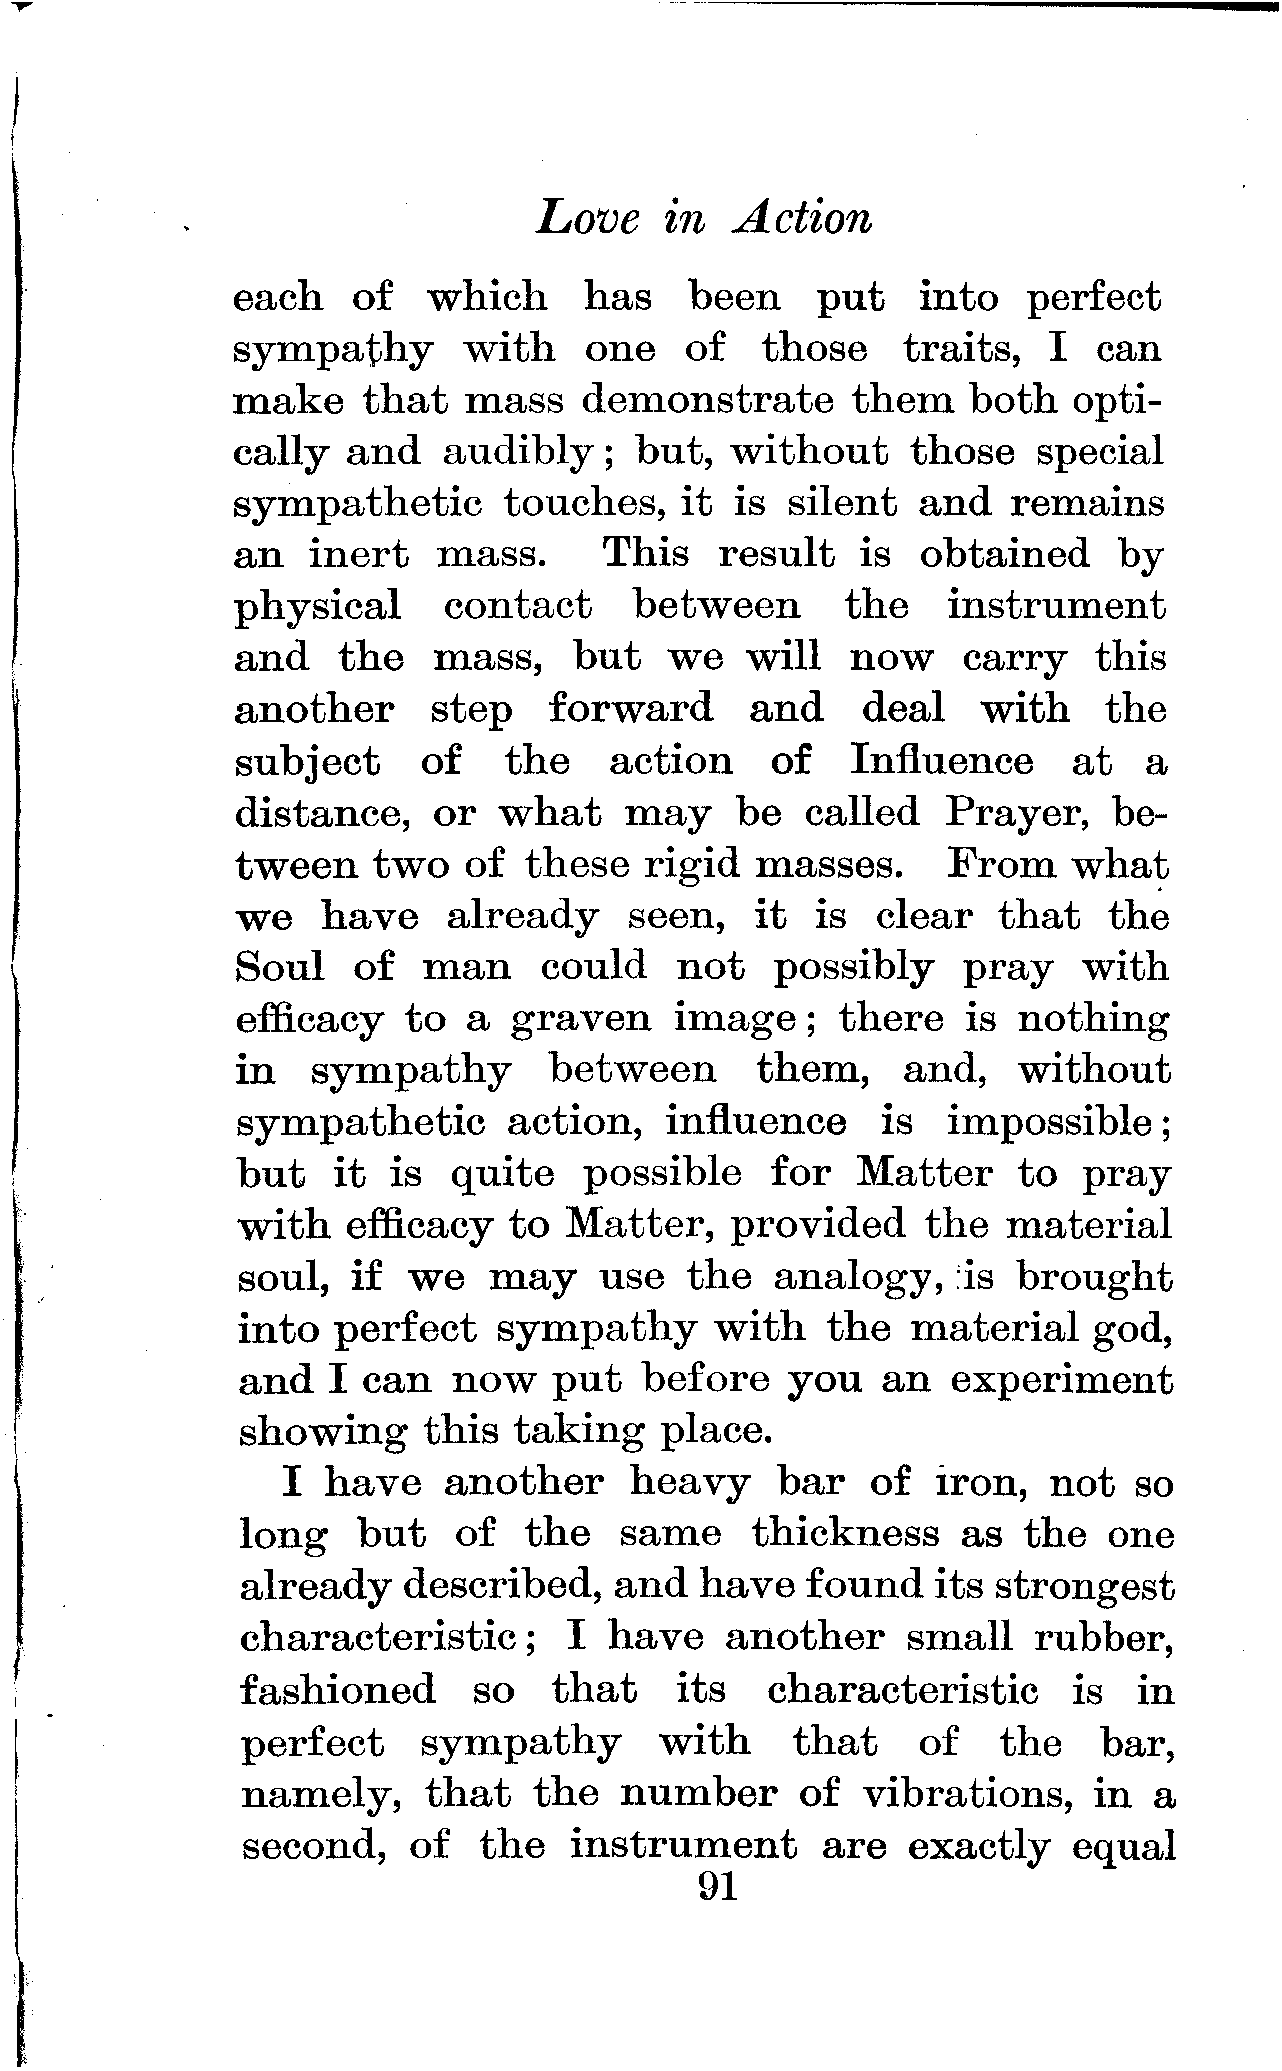 Love in Action
each of which has been put into perfect
sympathy with one of those traits, I can
make that mass demonstrate them both opti-
cally and audibly; but, without those special
sympathetic touches, it is silent and remains
an inert mass. This result is obtained by
physical contact between the instrument
and the mass, but we will now carry this
another step forward and deal with the
subject of the action of Influence at a
distance, or what may be called Prayer, be-
tween two of these rigid masses. From what
we have already seen, it is clear that the
Soul of man could not possibly pray with
efficacy to a graven image; there is nothing
in sympathy between them, and, without
sympathetic action, influence is impossible;
but it is quite possible for Matter to pray
with efficacy to Matter, provided the material
soul, if we may use the analogy, is brought
into perfect sympathy with the material god,
and I can now put before you an experiment
showing this taking place.
I have another heavy bar of iron, not so
long but of the same thickness as the one
already described, and have found its strongest
characteristic; I have another small rubber,
fashioned so that its characteristic is in
perfect sympathy with that of the bar,
namely, that the number of vibrations, in a
second, of the instrument are exactly equal
91